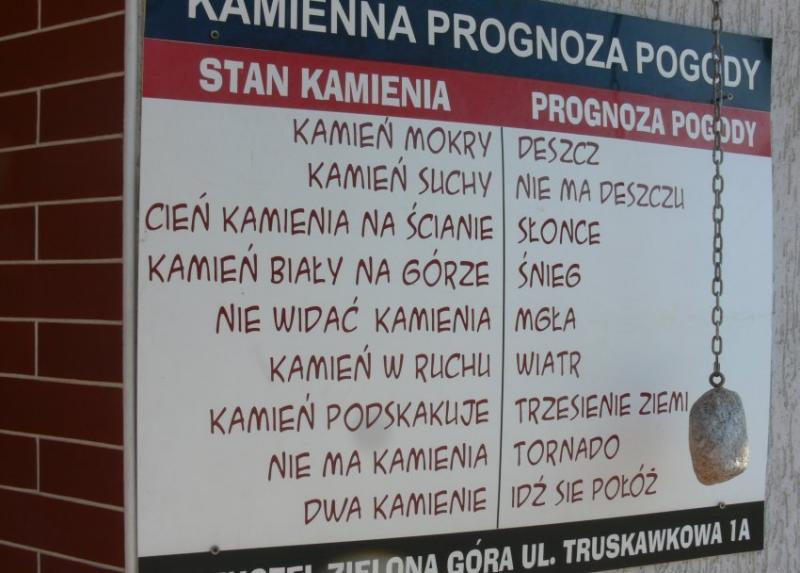 KAMIENNA PROGNOZA POGODY
STAN KAMIENIA PROGNOZA POGODY
KAMIEŃ MOKRY DESZCZ
KAMIEŃ SUCHY NIE MA DESZCZU
CIEŃ KAMIENIA NA ŚCIANIE SŁONCE
KAMIEŃ BIAŁY NA GÓRZE ŚNIEG
NIE WIDAĆ KAMIENIA MGŁA
KAMIEŃ W RUCHU WIATR
KAMIEŃ PODSKAKUJE TRZESIENIE ZIEMI
NIE MA KAMIENIA TORNADO
DWA KAMIENIE IDŹ SIE POŁÓŻ
ZIELONA GÓRA UL. TRUSKAWKOWA 1A